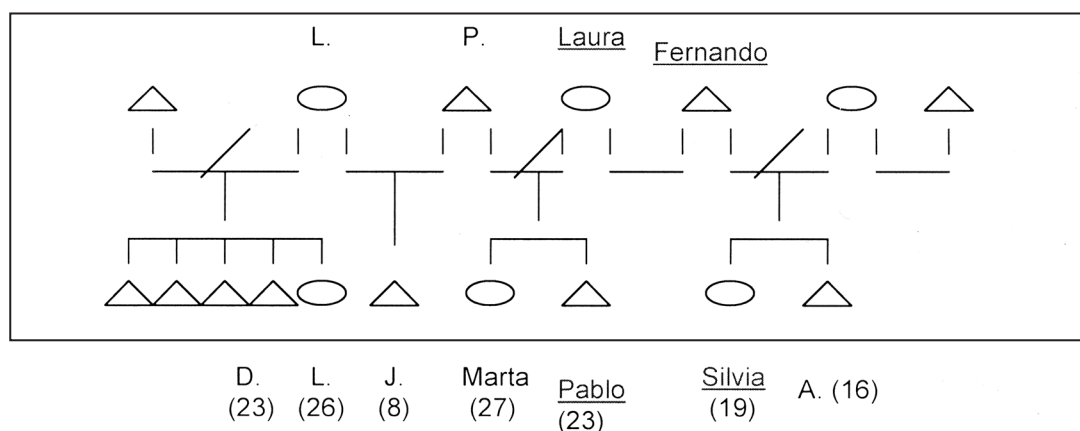 L. P. Laura
Fernando
D. L. J. Marta Pablo Silvia A. (16)
(23) (26) (8) (27) (23) (19)